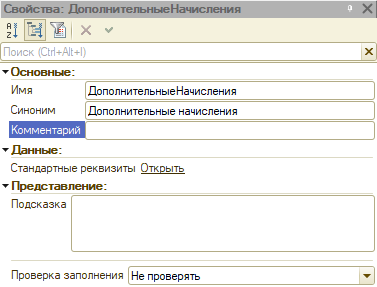 Свойства: ДополнительныеНачисления
Поиск (Ctrl+Alt+I)
Основные:
Имя ДополнительныеНачисления
Синоним Дополнительные начисления
Комментарий
Данные:
Стандартные реквизиты Открыть
Представление:
Подсказка
Проверка заполнения Не проверять